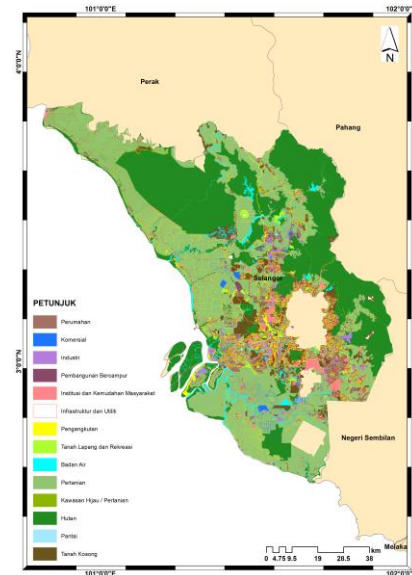 101°0'0"E
102°0'0"E
4°0'0"N
N
Perak
Pahang
Selangor
PETUNJUK
Perumahan
Komersial
Industri
Pembangunan Bercampur
Institusi dan Kemudahan Masyarakat
Infrastruktur dan Utiliti
Pengangkutan
Tanah Lapang dan Rekreasi
Badan Air
Pertanian
Kawasan Hijau / Pertanian
Hutan
Pantai
Tanah Kosong
3°0'0"N
Negeri Sembilan
Melaka
0 4.75 9.5 19 28.5 38
km
101°0'0"E
102°0'0"E